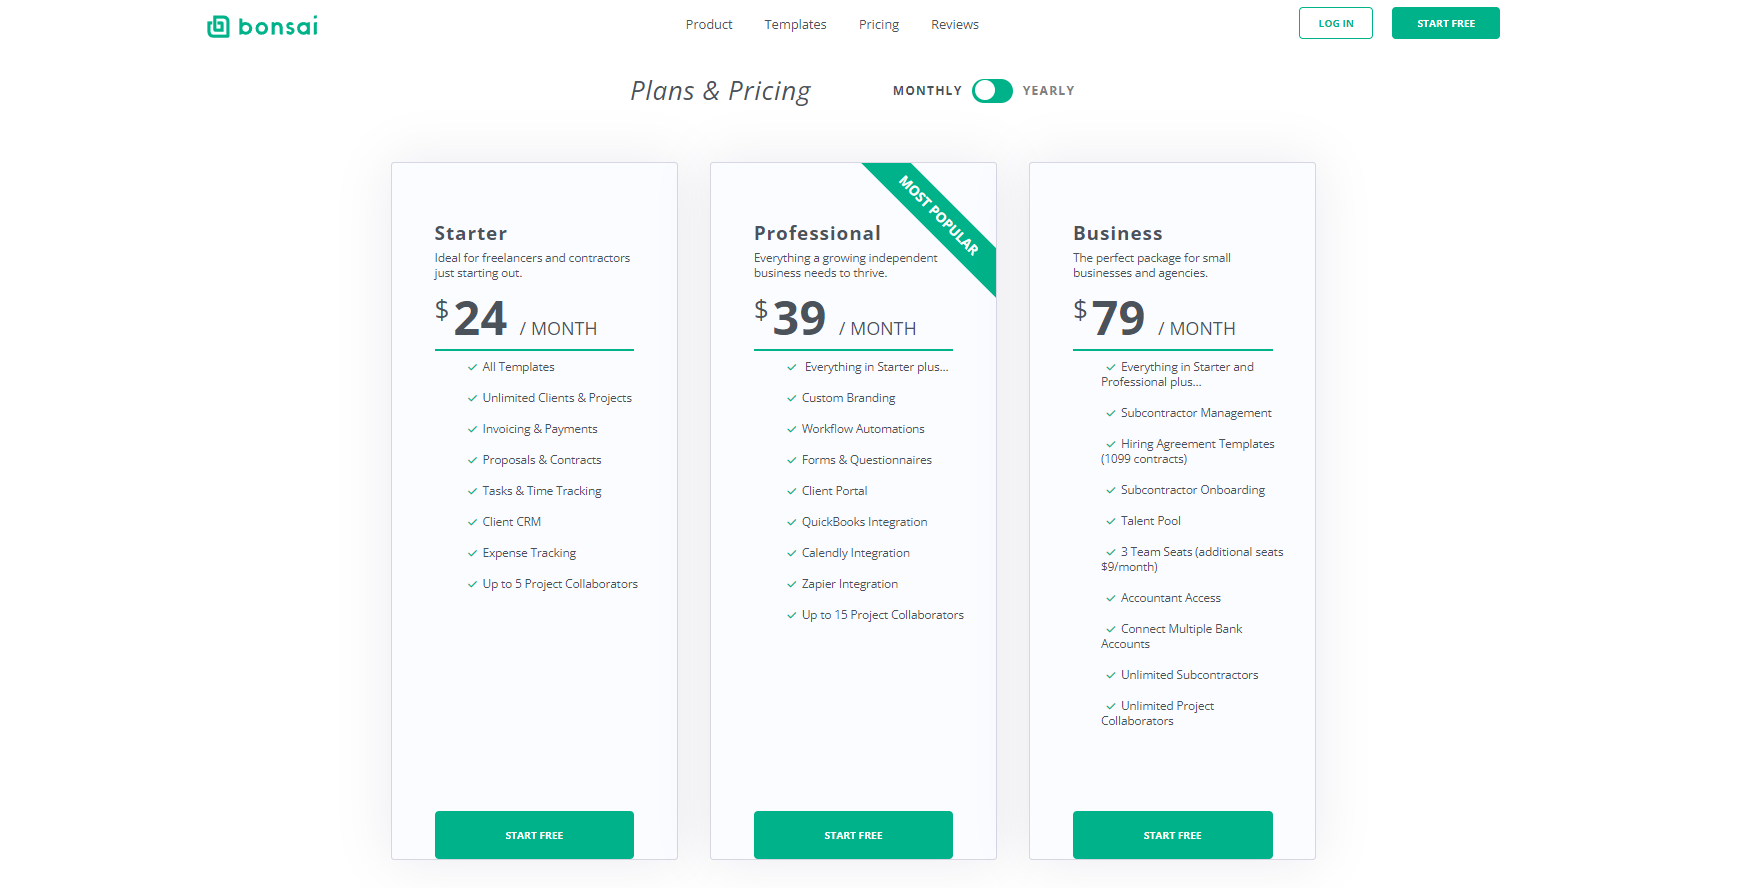 bonsai
Product Templates Pricing Reviews
LOG IN
START FREE
Plans & Pricing
MONTHLY YEARLY
Starter
Ideal for freelancers and contractors
just starting out.
$24 / MONTH
All Templates
Unlimited Clients & Projects
Invoicing & Payments
Proposals & Contracts
Tasks & Time Tracking
Client CRM
Expense Tracking
Up to 5 Project Collaborators
START FREE
MOST POPULAR
Professional
Everything a growing independent
business needs to thrive.
$39 / MONTH
Everything in Starter plus...
Custom Branding
Workflow Automations
Forms & Questionnaires
Client Portal
QuickBooks Integration
Calendly Integration
Zapier Integration
Up to 15 Project Collaborators
START FREE
Business
The perfect package for small
businesses and agencies.
$79 / MONTH
Everything in Starter and
Professional plus...
Subcontractor Management
Hiring Agreement Templates
(1099 contracts)
Subcontractor Onboarding
Talent Pool
3 Team Seats (additional seats
$9/month)
Accountant Access
Connect Multiple Bank
Accounts
Unlimited Subcontractors
Unlimited Project
Collaborators
START FREE